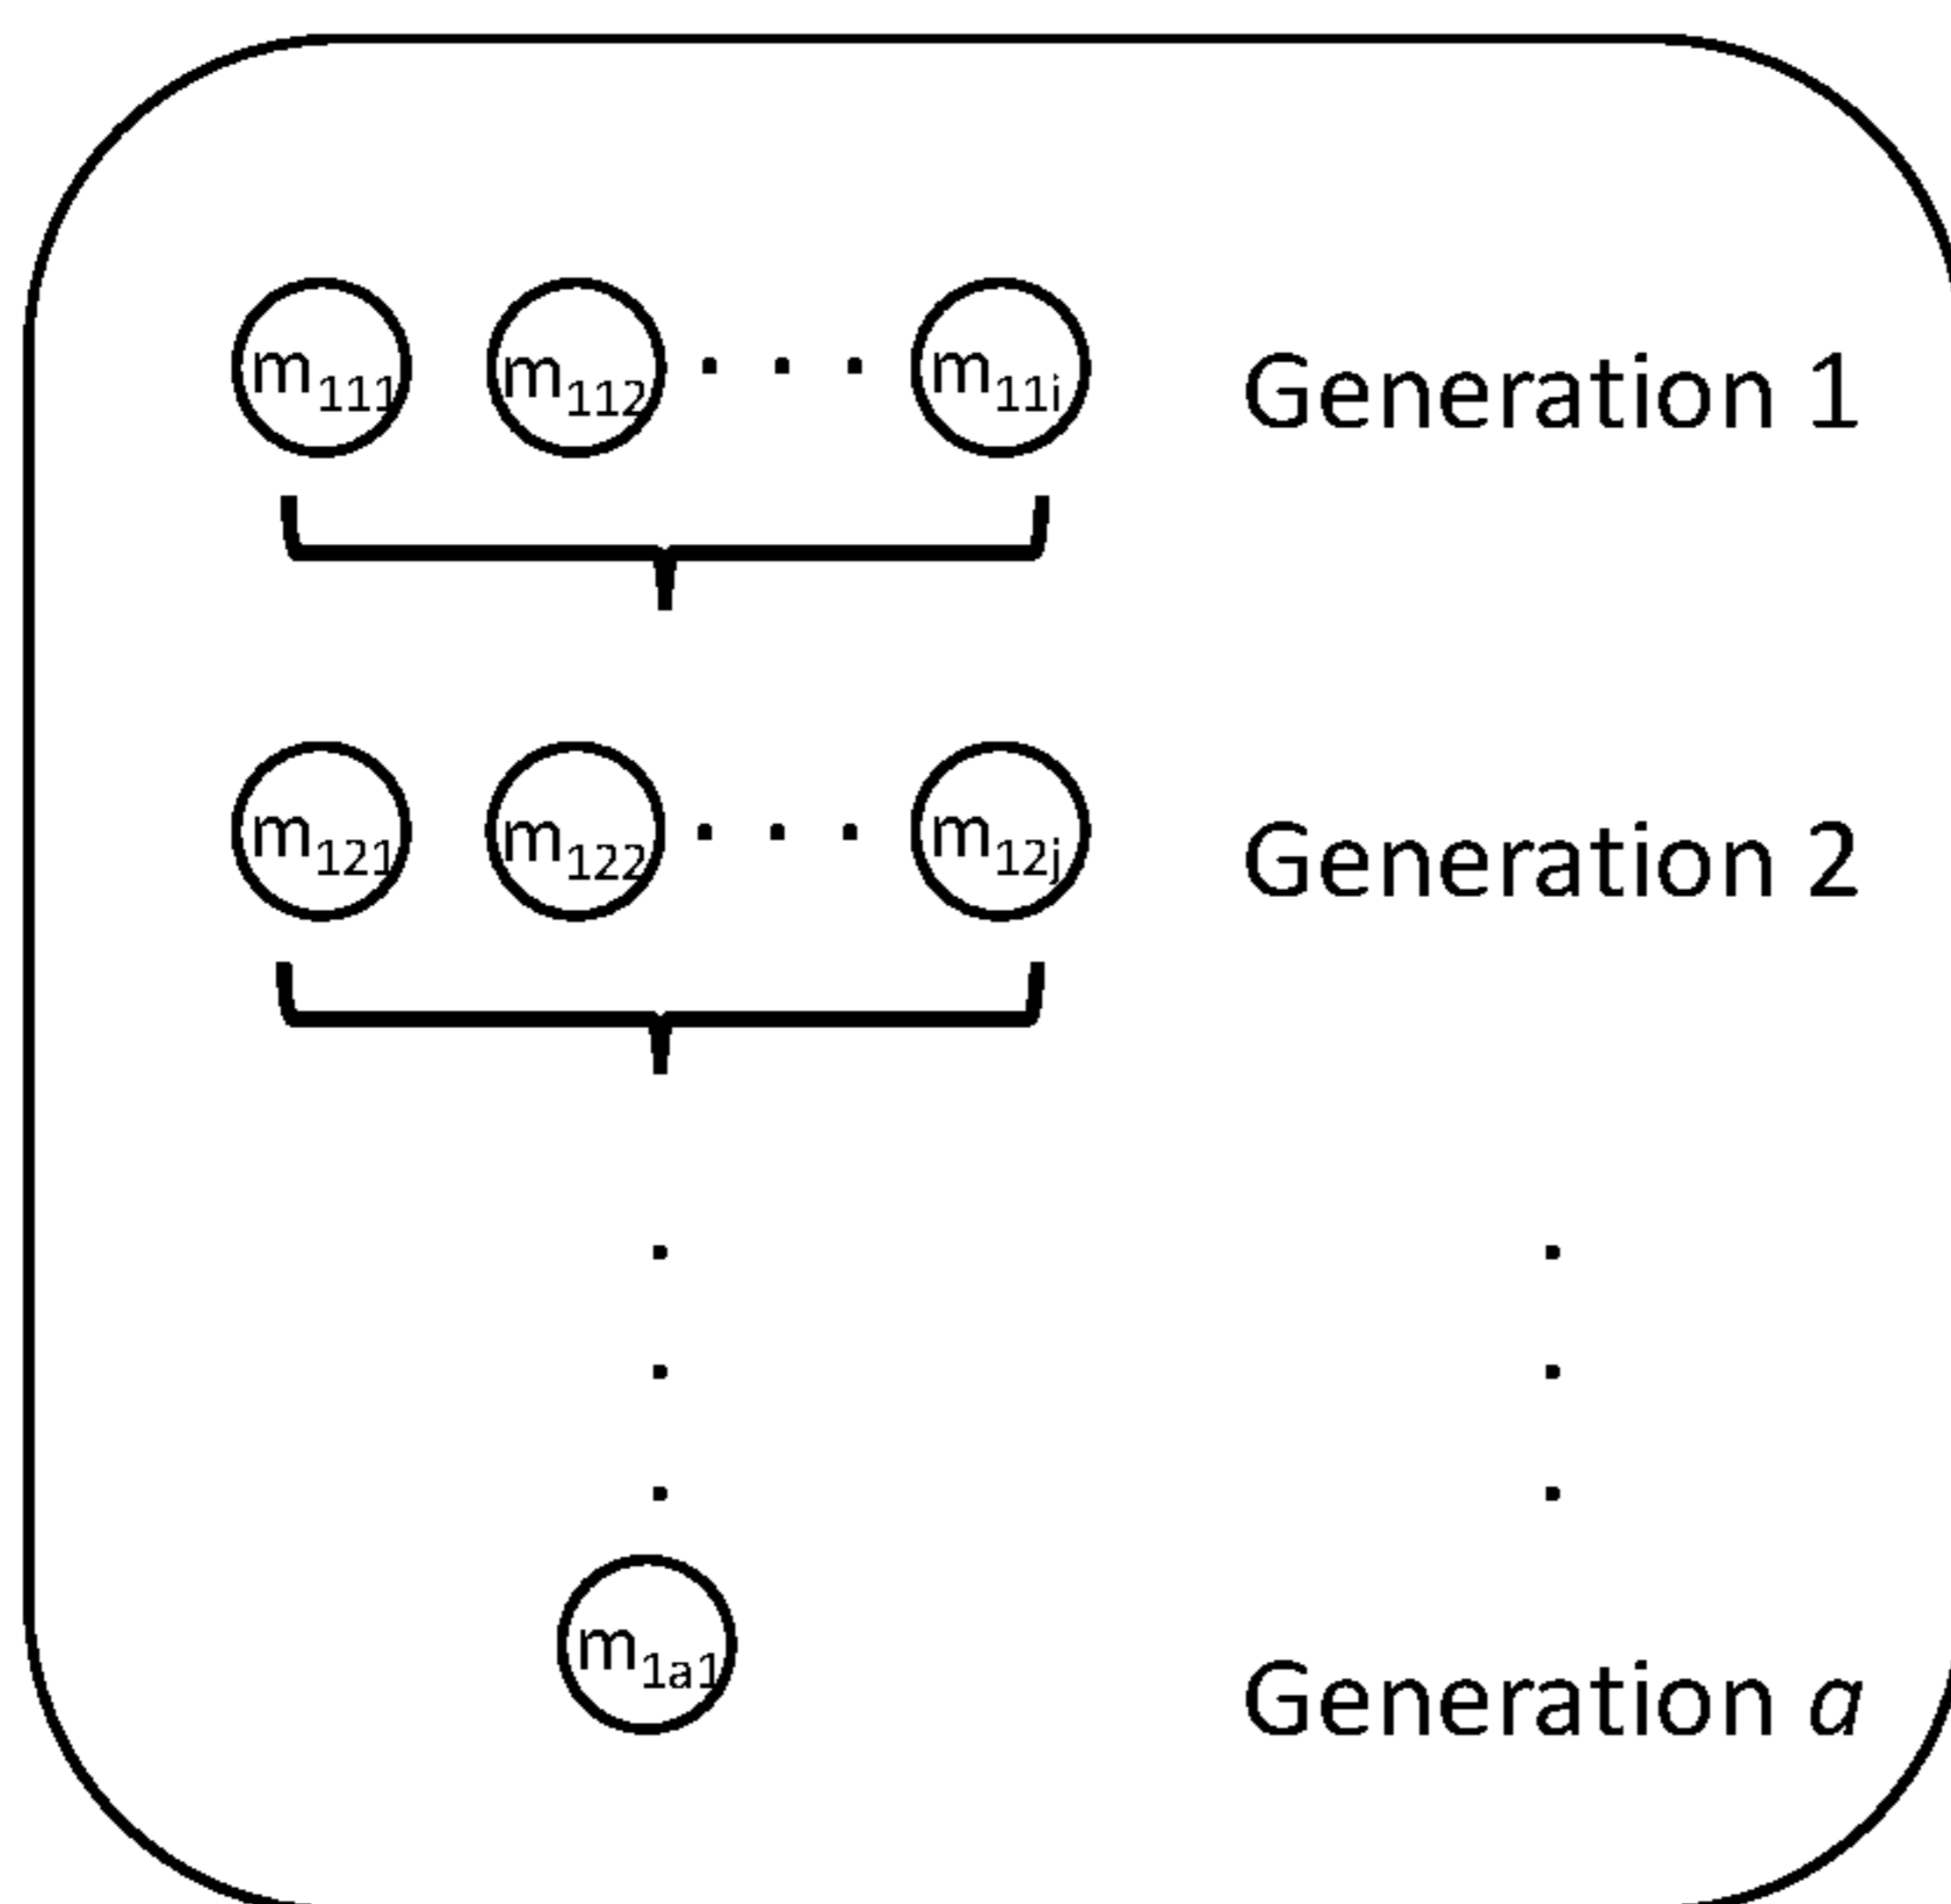 m₁₁₁ m₁₁₂ . . . m₁₁ᵢ Generation 1
m₁₂₁ m₁₂₂ . . . m₁₂ⱼ Generation 2
m₁ₐ₁ Generation a